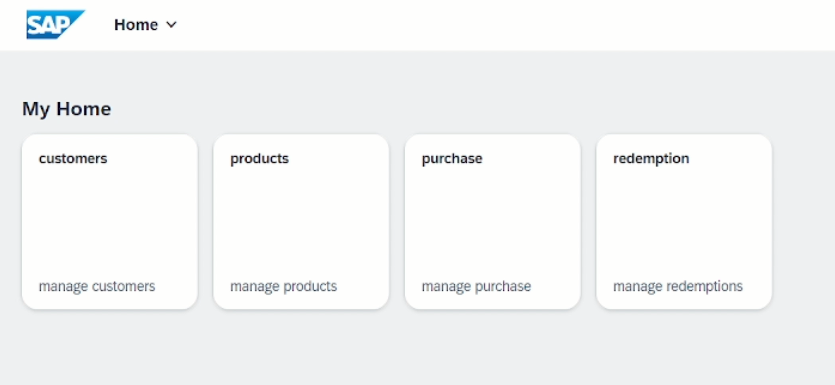 SAP Home
My Home
customers products purchase redemption
manage customers manage products manage purchase manage redemptions